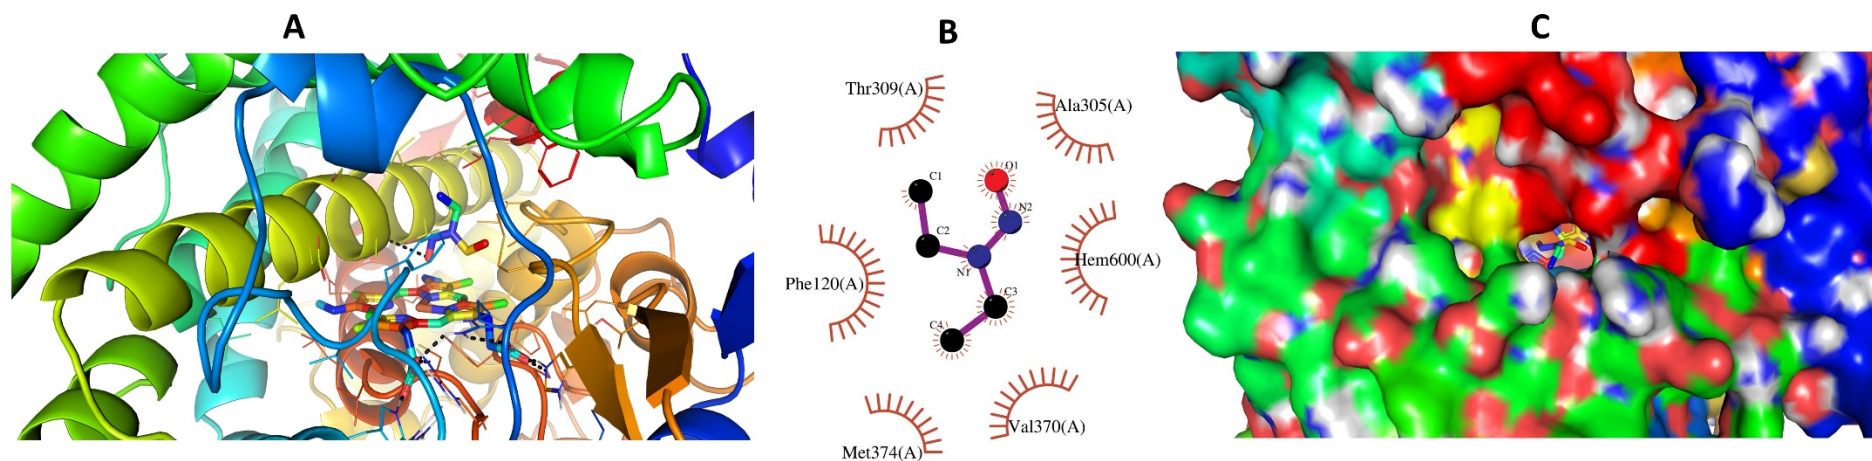 A
B
C
Thr309(A)
Ala305(A)
C1
O1
N2
C2
N1
Hem600(A)
Phe120(A)
C3
C4
Val370(A)
Met374(A)